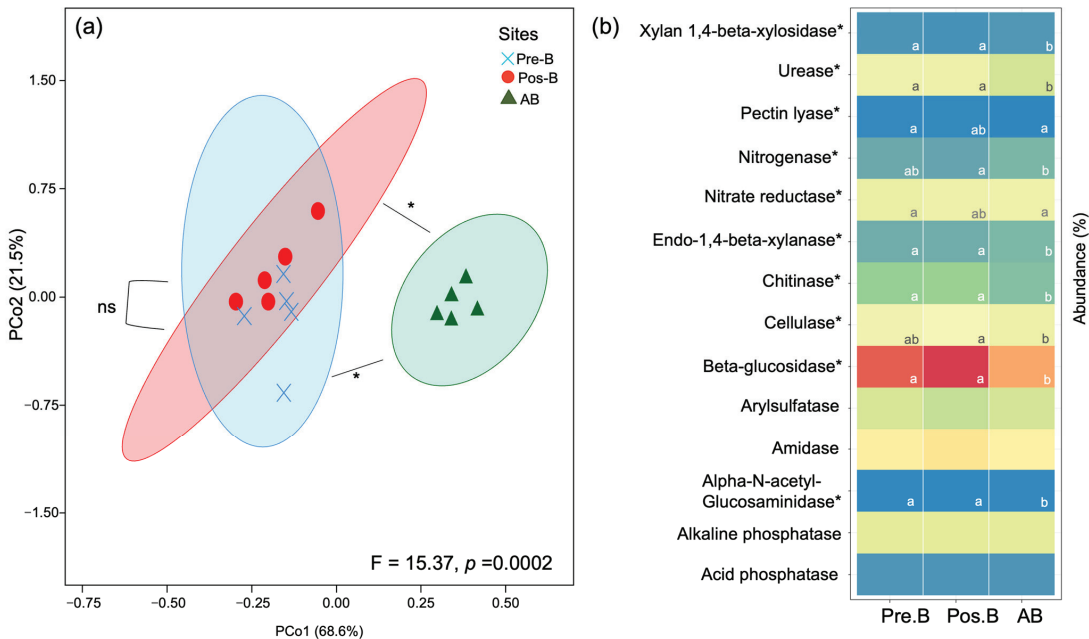 (a)
Sites
Pre-B
Pos-B
AB
1.50
0.75
0.00
−0.75
−1.50
PCo2 (21.5%)
ns
*
*
F = 15.37, p =0.0002
−0.75
−0.50
−0.25
0.00
0.25
0.50
PCo1 (68.6%)
(b)
Xylan 1,4-beta-xylosidase*
a a b
Urease*
a a b
Pectin lyase*
a ab a
Nitrogenase*
ab a b
Nitrate reductase*
a ab a
Endo-1,4-beta-xylanase*
a a b
Chitinase*
a a b
Cellulase*
ab a b
Beta-glucosidase*
a a b
Arylsulfatase
Amidase
Alpha-N-acetyl-
Glucosaminidase*
a a b
Alkaline phosphatase
Acid phosphatase
Pre.B Pos.B AB
Abundance (%)